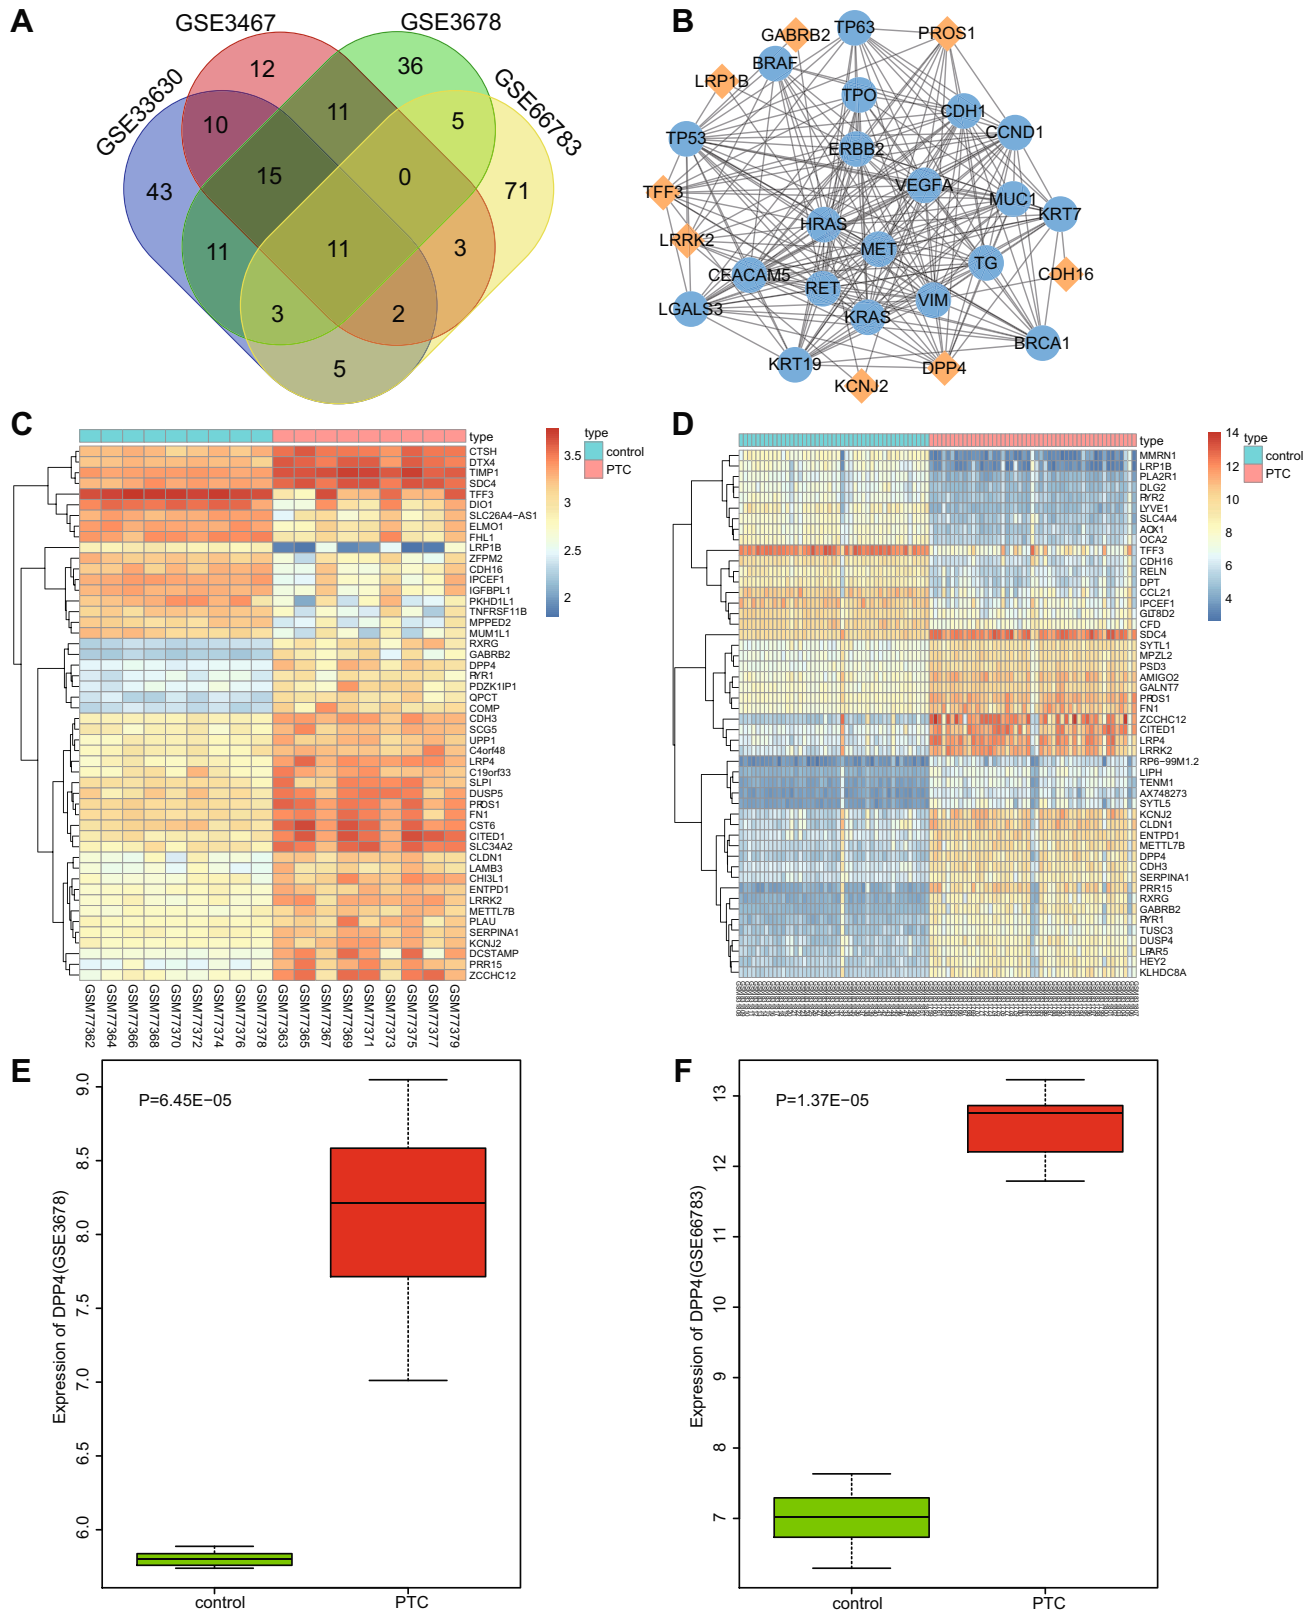 A
GSE3467
GSE3678
GSE33630
GSE66783
12
36
10
11
5
43
15
0
71
11
11
3
3
2
5
B
TP63
GABRB2
PROS1
BRAF
LRP1B
TPO
CDH1
CCND1
TP53
ERBB2
VEGFA
TFF3
MUC1
KRT7
HRAS
LRRK2
MET
TG
CEACAM5
CDH16
RET
VIM
LGALS3
KRAS
BRCA1
KRT19
DPP4
KCNJ2
C
type
CTSH
DTX4
TIMP1
SDC4
TFF3
DIO1
SLC26A4-AS1
ELMO1
FHL1
LRP1B
ZFPM2
CDH16
IPCEF1
IGFBPL1
PKHD1L1
TNFRSF11B
MPPED2
MUM1L1
RXRG
GABRB2
DPP4
RYR1
PDZK1IP1
QPCT
COMP
CDH3
SCG5
UPP1
C4orf48
LRP4
C19orf33
SLPI
DUSP5
PROS1
FN1
CST6
CITED1
SLC34A2
CLDN1
LAMB3
CHI3L1
ENTPD1
LRRK2
METTL7B
PLAU
SERPINA1
KCNJ2
DCSTAMP
PRR15
ZCCHC12
3.5
3
2.5
2
type
control
PTC
GSM77362
GSM77364
GSM77366
GSM77368
GSM77370
GSM77372
GSM77374
GSM77376
GSM77378
GSM77363
GSM77365
GSM77367
GSM77369
GSM77371
GSM77373
GSM77375
GSM77377
GSM77379
D
type
MMRN1
LRP1B
PLA2R1
DLG2
RYR2
LYVE1
SLC4A4
AOX1
OCA2
TFF3
CDH16
RELN
DPT
CCL21
IPCEF1
GLT8D2
CFD
SDC4
SYTL1
MPZL2
PSD3
AMIGO2
GALNT7
PROS1
FN1
ZCCHC12
CITED1
LRP4
LRRK2
RP6-99M1.2
LIPH
TENM1
AX748273
SYTL5
KCNJ2
CLDN1
ENTPD1
METTL7B
DPP4
CDH3
SERPINA1
PRR15
RXRG
GABRB2
RYR1
TUSC3
DUSP4
LPAR5
HEY2
KLHDC8A
14
12
10
8
6
4
type
control
PTC
E
P=6.45E-05
Expression of DPP4(GSE3678)
9.0
8.5
8.0
7.5
7.0
6.5
6.0
control
PTC
F
P=1.37E-05
Expression of DPP4(GSE66783)
13
12
11
10
9
8
7
control
PTC